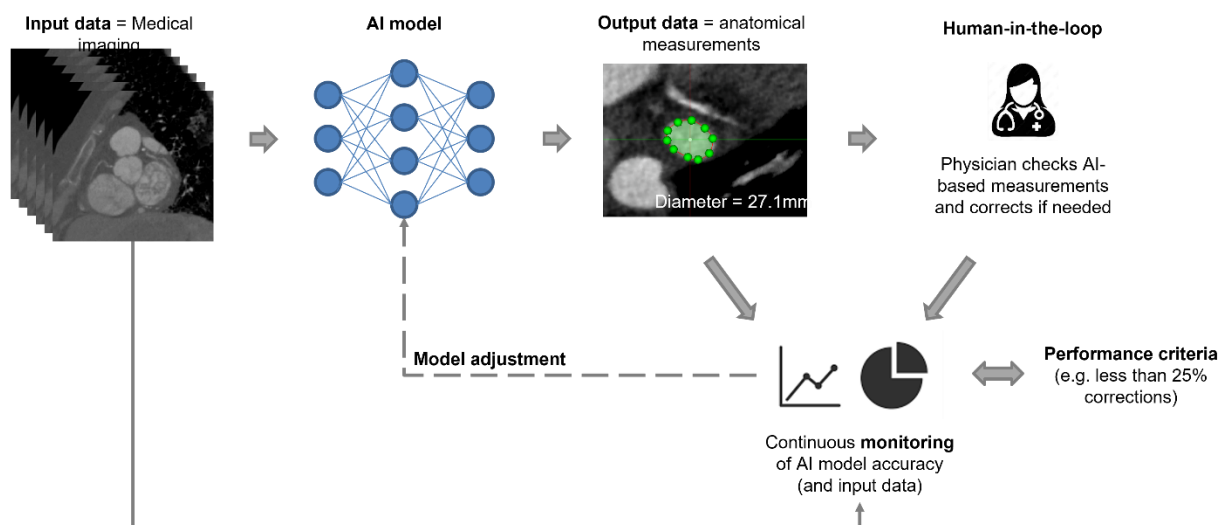 Input data = Medical
imaging
AI model
Output data = anatomical
measurements
Human-in-the-loop
Diameter = 27.1mm
Physician checks AI-
based measurements
and corrects if needed
Model adjustment
Performance criteria
(e.g. less than 25%
corrections)
Continuous monitoring
of AI model accuracy
(and input data)